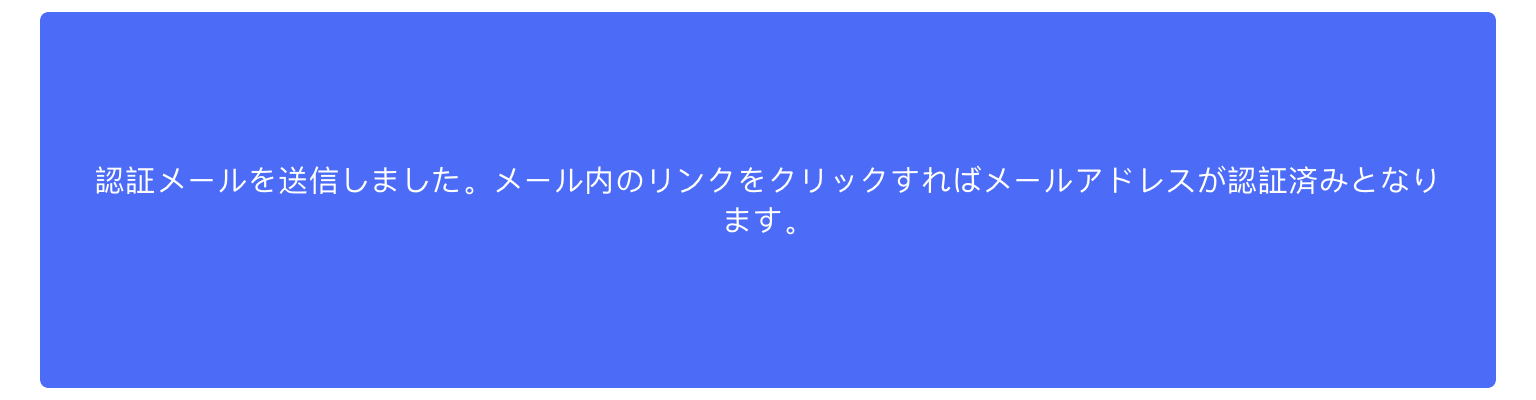 認証メールを送信しました。メール内のリンクをクリックすればメールアドレスが認証済みとなり
ます。